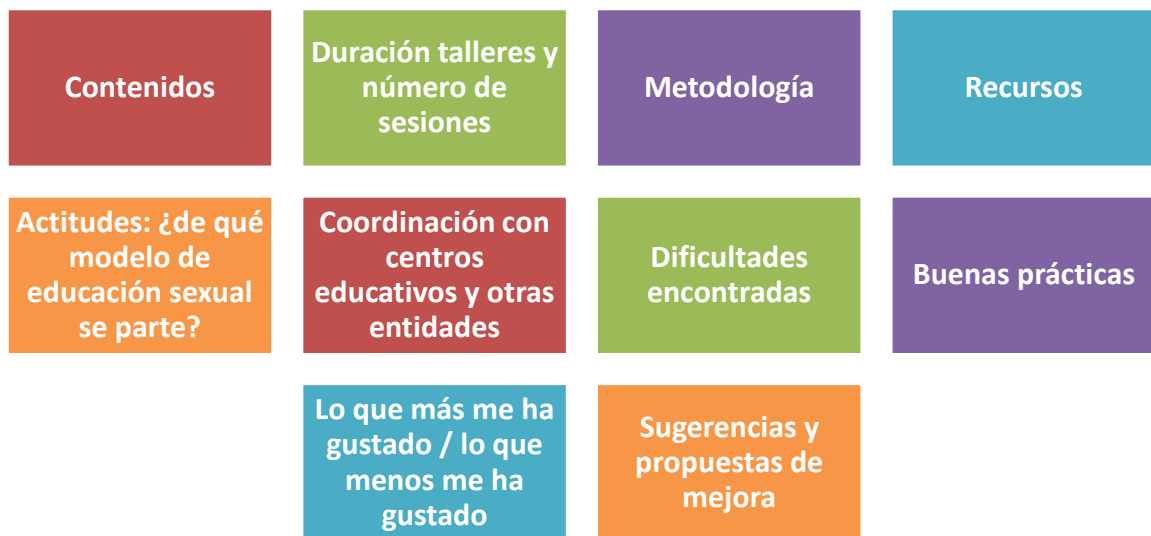 Contenidos
Duración talleres y
número de
sesiones
Metodología
Recursos
Actitudes: ¿de qué
modelo de
educación sexual
se parte?
Coordinación con
centros
educativos y otras
entidades
Dificultades
encontradas
Buenas prácticas
Lo que más me ha
gustado / lo que
menos me ha
gustado
Sugerencias y
propuestas de
mejora